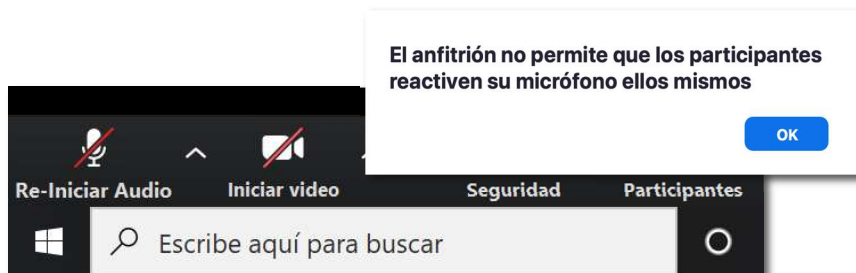 El anfitrión no permite que los participantes
reactiven su micrófono ellos mismos
OK
Re-Iniciar Audio
Iniciar video
Seguridad
Participantes
Escribe aquí para buscar